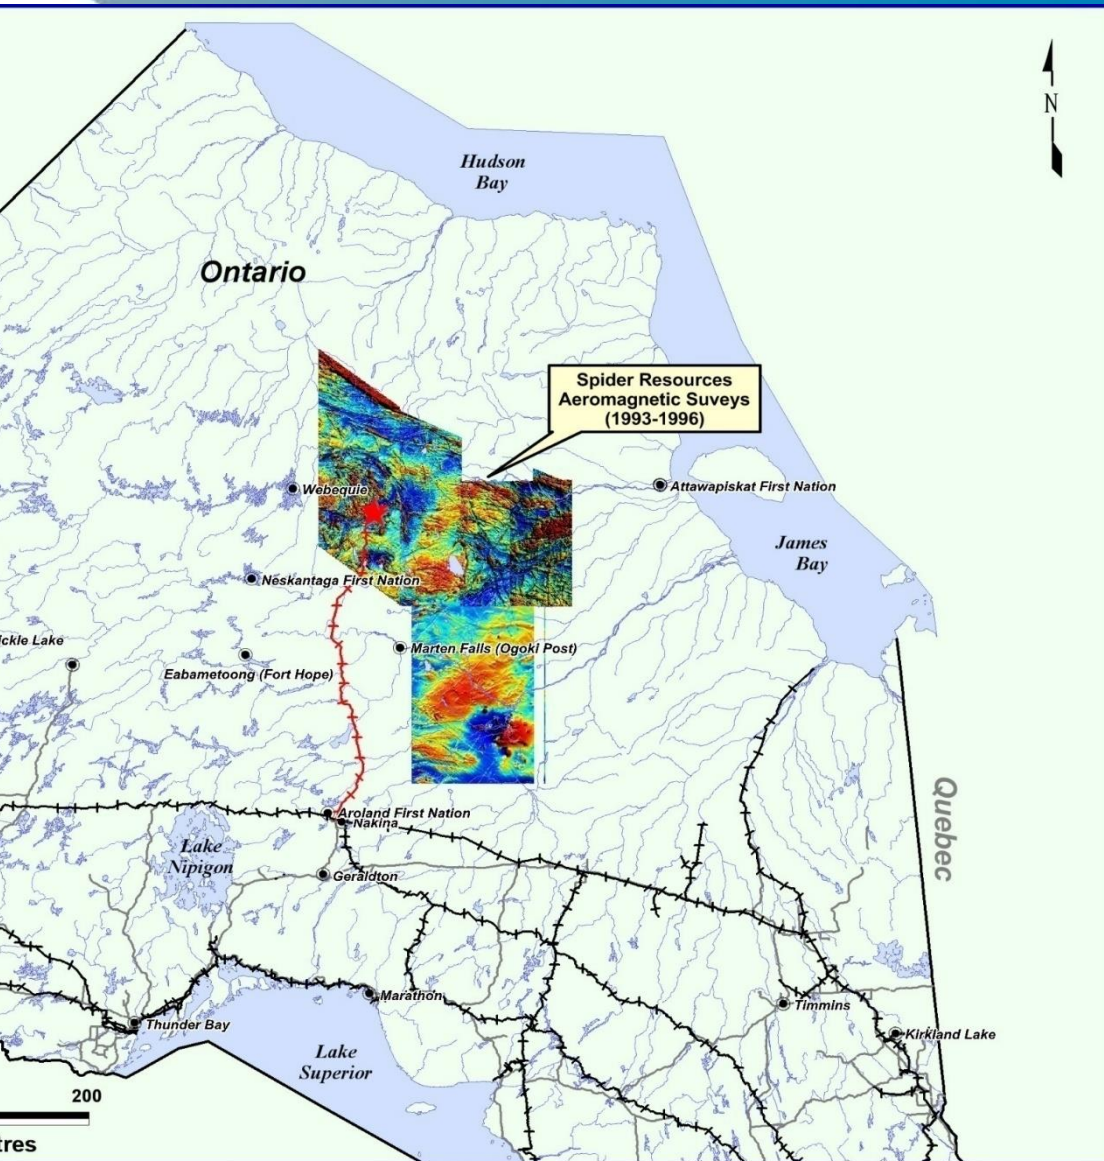 N
Hudson
Bay
Ontario
Spider Resources
Aeromagnetic Suveys
(1993-1996)
Webequie
Attawapiskat First Nation
James
Bay
Neskantaga First Nation
ickle Lake
Marten Falls (Ogoki Post)
Eabametoong (Fort Hope)
Quebec
Aroland First Nation
Nakina
Lake
Nipigon
Geraldton
Marathon
Timmins
Thunder Bay
Kirkland Lake
Lake
Superior
200
tres